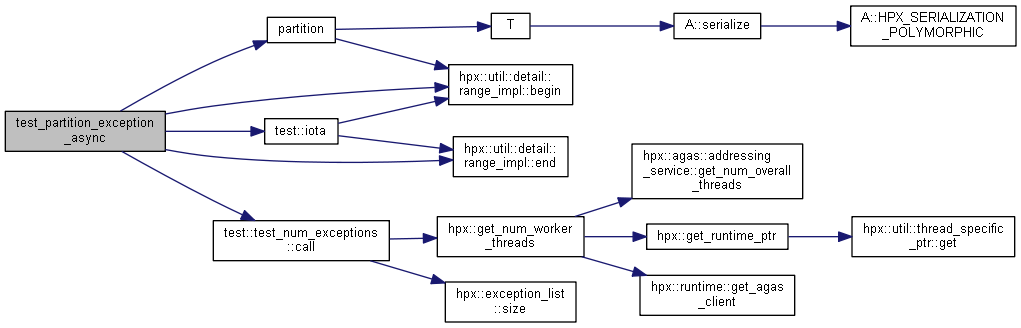 test_partition_exception
_async
partition
T
A::serialize
A::HPX_SERIALIZATION
_POLYMORPHIC
hpx::util::detail::
range_impl::begin
test::iota
hpx::util::detail::
range_impl::end
test::test_num_exceptions
::call
hpx::get_num_worker
_threads
hpx::agas::addressing
_service::get_num_overall
_threads
hpx::get_runtime_ptr
hpx::util::thread_specific
_ptr::get
hpx::runtime::get_agas
_client
hpx::exception_list
::size